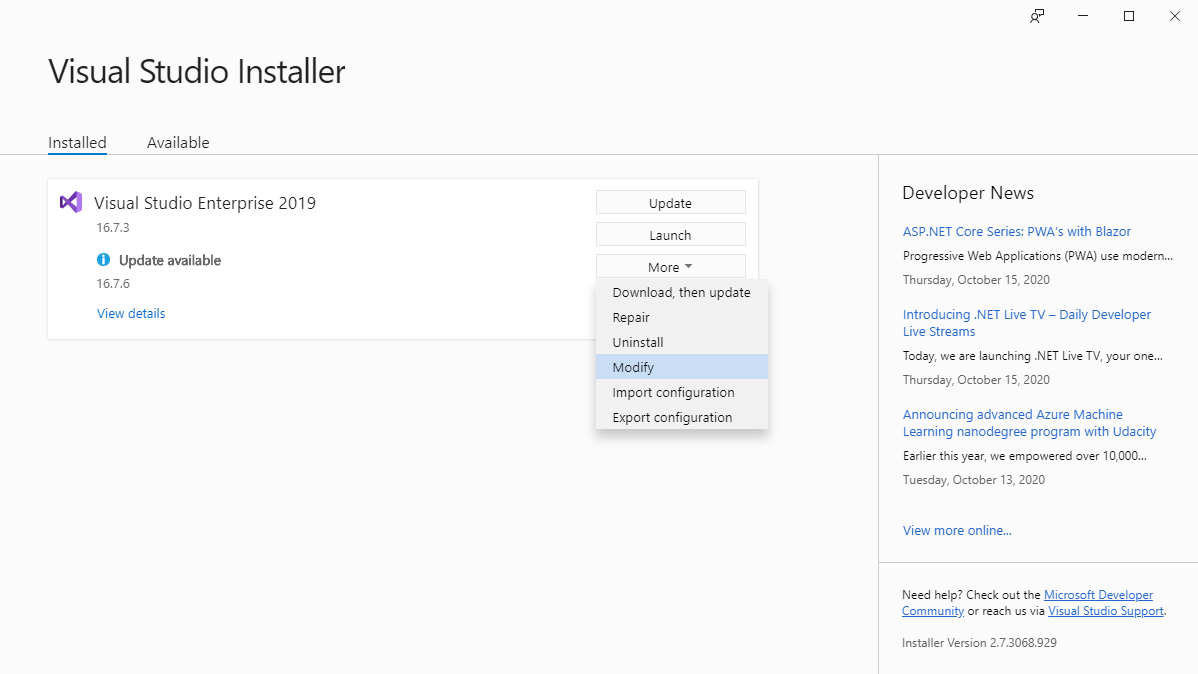 Visual Studio Installer
Installed
Available
Visual Studio Enterprise 2019
16.7.3
Update available
16.7.6
View details
Update
Launch
More
Download, then update
Repair
Uninstall
Modify
Import configuration
Export configuration
Developer News
ASP.NET Core Series: PWA's with Blazor
Progressive Web Applications (PWA) use modern...
Thursday, October 15, 2020
Introducing .NET Live TV – Daily Developer
Live Streams
Today, we are launching .NET Live TV, your one...
Thursday, October 15, 2020
Announcing advanced Azure Machine
Learning nanodegree program with Udacity
Earlier this year, we empowered over 10,000...
Tuesday, October 13, 2020
View more online...
Need help? Check out the Microsoft Developer
Community or reach us via Visual Studio Support.
Installer Version 2.7.3068.929